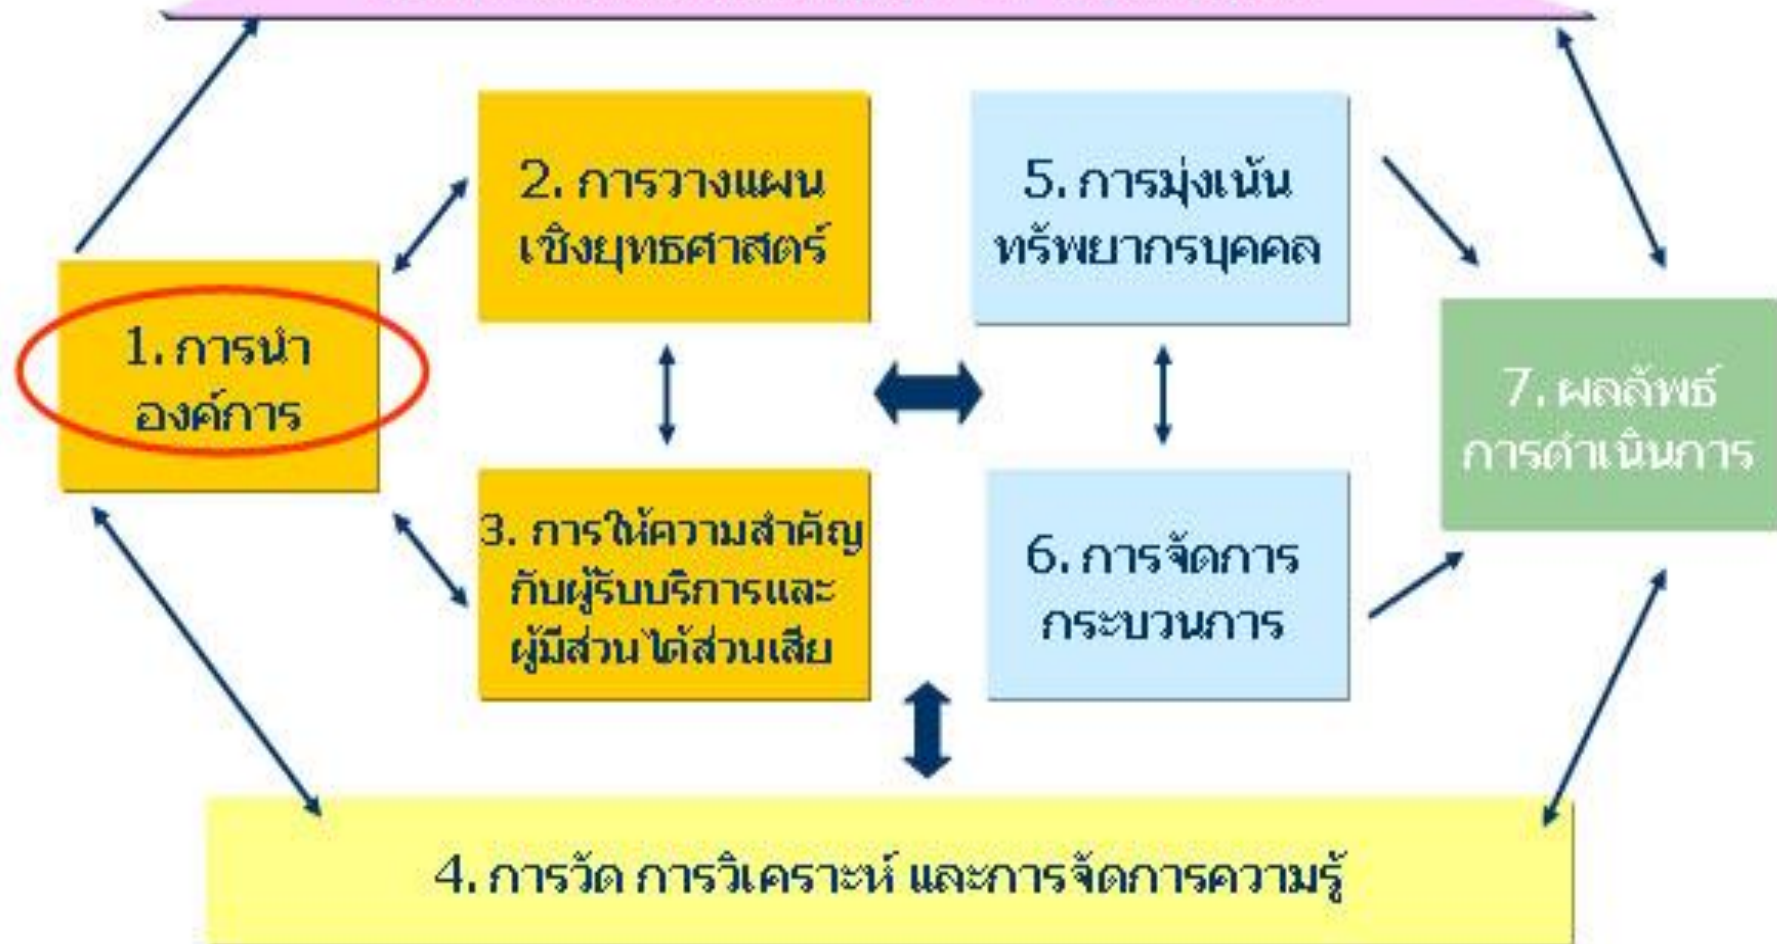 1. การนำ
องค์การ
2. การวางแผน
เชิงยุทธศาสตร์
3. การให้ความสำคัญ
กับผู้รับบริการและ
ผู้มีส่วนได้ส่วนเสีย
5. การมุ่งเน้น
ทรัพยากรบุคคล
6. การจัดการ
กระบวนการ
7. ผลลัพธ์
การดำเนินการ
4. การวัด การวิเคราะห์ และการจัดการความรู้